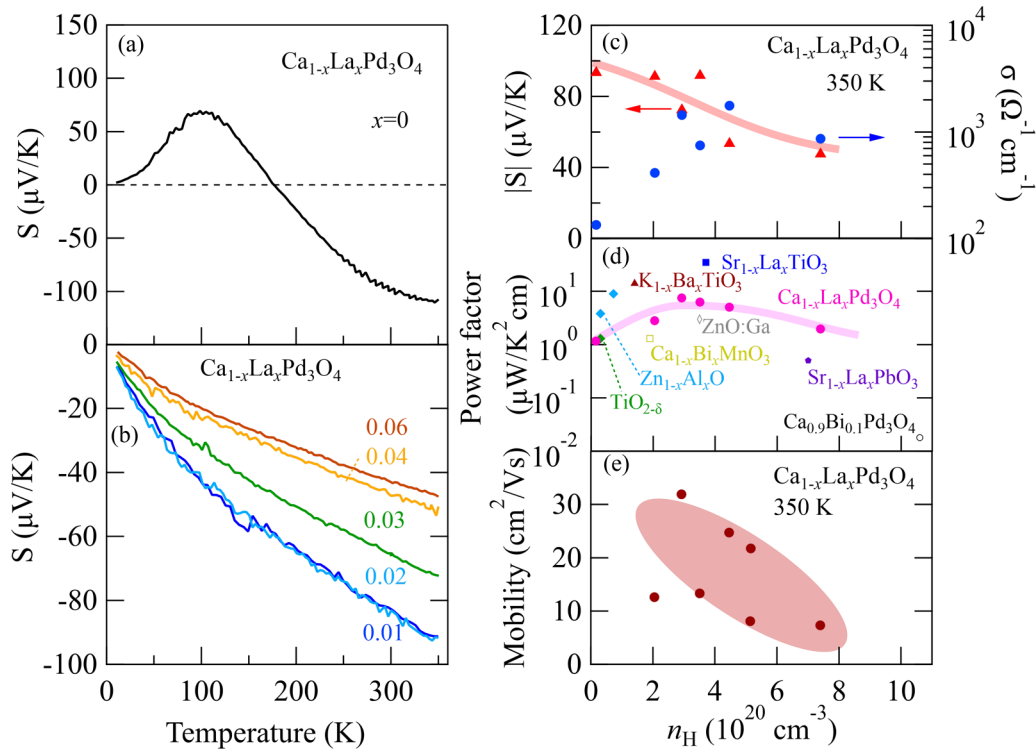 150
100
50
0
-50
-100
S (μV/K)
(a)
Ca1-xLaxPd3O4
x=0
0
-20
-40
-60
-80
-100
S (μV/K)
Ca1-xLaxPd3O4
(b)
0.06
0.04
0.03
0.02
0.01
0
100
200
300
Temperature (K)
120
80
40
0
|S| (μV/K)
(c)
Ca1-xLaxPd3O4
350 K
10^4
10^3
10^2
σ (Ω^-1 cm^-1)
Power factor
(μW/K^2 cm)
10^1
10^0
10^-1
10^-2
(d)
Sr1-xLaxTiO3
K1-xBaxTiO3
Ca1-xLaxPd3O4
ZnO:Ga
Ca1-xBixMnO3
Zn1-xAlxO
Sr1-xLaxPbO3
TiO2-δ
Ca0.9Bi0.1Pd3O4
Mobility (cm^2/Vs)
30
20
10
0
(e)
Ca1-xLaxPd3O4
350 K
0
2
4
6
8
10
nH (10^20 cm^-3)